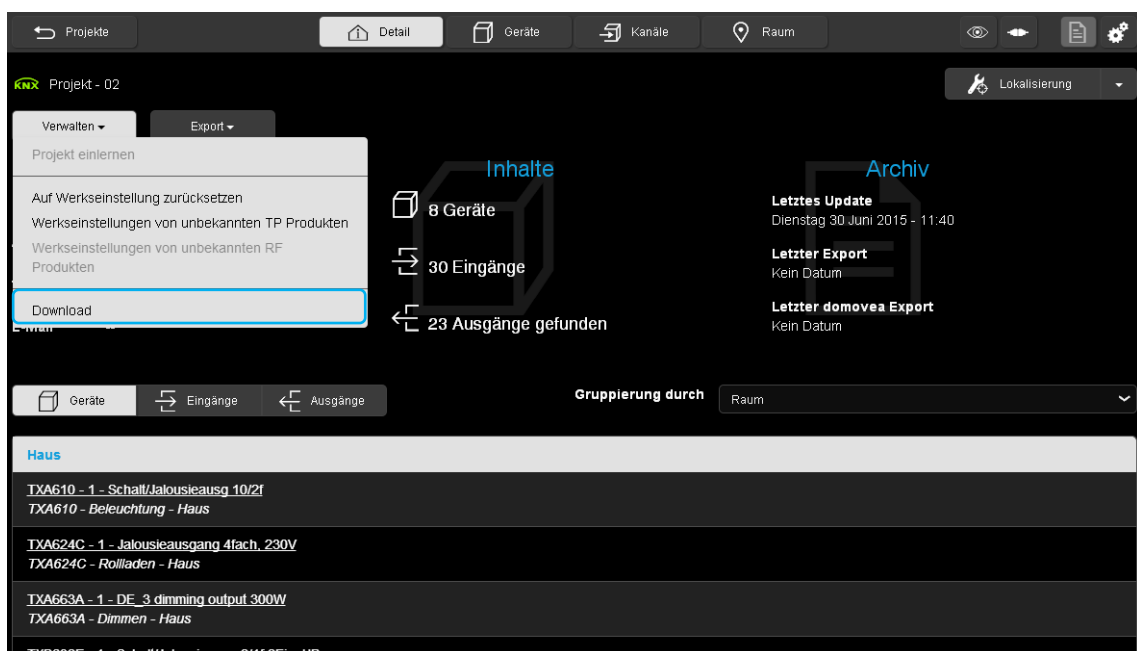 Projekte
Detail
Geräte
Kanäle
Raum
KNX Projekt - 02
Lokalisierung
Verwalten
Export
Projekt einlernen
Auf Werkseinstellung zurücksetzen
Werkseinstellungen von unbekannten TP Produkten
Werkseinstellungen von unbekannten RF
Produkten
Download
E-Mail
Inhalte
8 Geräte
30 Eingänge
23 Ausgänge gefunden
Archiv
Letztes Update
Dienstag 30 Juni 2015 - 11:40
Letzter Export
Kein Datum
Letzter domovea Export
Kein Datum
Geräte
Eingänge
Ausgänge
Gruppierung durch
Raum
Haus
TXA610 - 1 - Schalt/Jalousieausg 10/2f
TXA610 - Beleuchtung - Haus
TXA624C - 1 - Jalousieausgang 4fach, 230V
TXA624C - Rollladen - Haus
TXA663A - 1 - DE_3 dimming output 300W
TXA663A - Dimmen - Haus